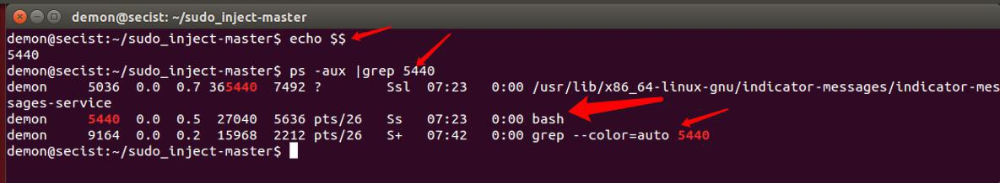 demon@secist: ~/sudo_inject-master
demon@secist:~/sudo_inject-master$ echo $$
5440
demon@secist:~/sudo_inject-master$ ps -aux |grep 5440
demon     5036  0.0  0.7 365440  7492 ?        Ssl  07:23   0:00 /usr/lib/x86_64-linux-gnu/indicator-messages/indicator-mes
sages-service
demon     5440  0.0  0.5  27040  5636 pts/26   Ss   07:23   0:00 bash
demon     9164  0.0  0.2  15968  2212 pts/26   S+   07:42   0:00 grep --color=auto 5440
demon@secist:~/sudo_inject-master$